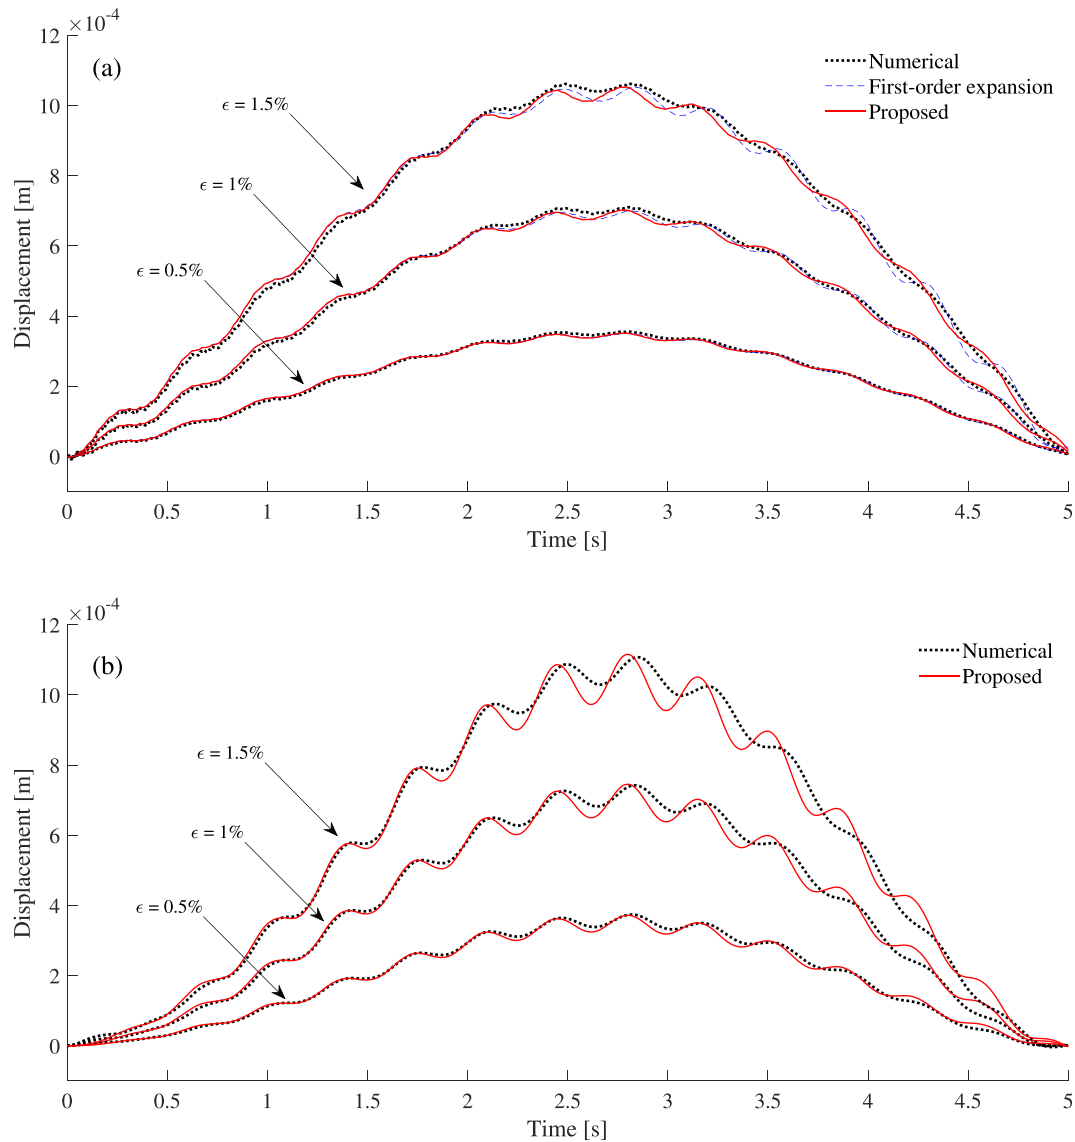 ×10⁻⁴
12
(a)
Numerical
First-order expansion
Proposed
10
ϵ = 1.5%
8
ϵ = 1%
6
ϵ = 0.5%
4
2
0
Displacement [m]
0 0.5 1 1.5 2 2.5 3 3.5 4 4.5 5
Time [s]
×10⁻⁴
12
(b)
Numerical
Proposed
10
ϵ = 1.5%
8
ϵ = 1%
6
ϵ = 0.5%
4
2
0
Displacement [m]
0 0.5 1 1.5 2 2.5 3 3.5 4 4.5 5
Time [s]